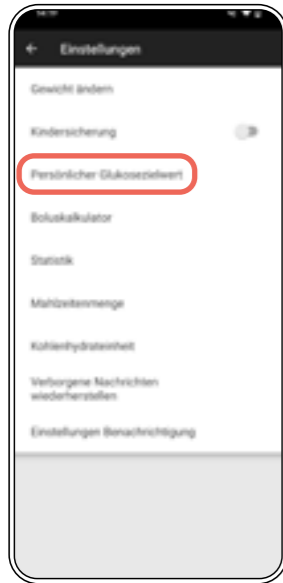 Einstellungen
Gewicht ändern
Kindersicherung
Persönlicher Glukosezielwert
Boluskalkulator
Statistik
Mahlzeitenmenge
Kohlenhydrateinheit
Verborgene Nachrichten
wiederherstellen
Einstellungen Benachrichtigung